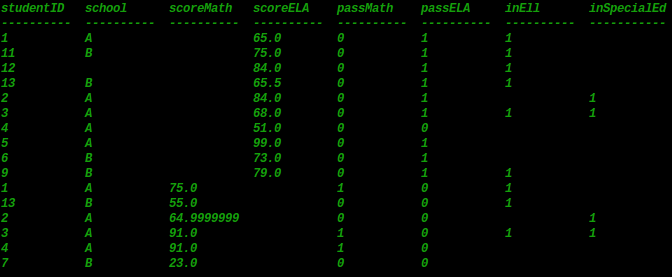 studentID   school      scoreMath   scoreELA    passMath    passELA     inEll       inSpecialEd
----------  ----------  ----------  ----------  ----------  ----------  ----------  -----------
1           A                       65.0        0           1           1
11          B                       75.0        0           1           1
12                                  84.0        0           1           1
13          B                       65.5        0           1           1
2           A                       84.0        0           1                       1
3           A                       68.0        0           1           1           1
4           A                       51.0        0           0
5           A                       99.0        0           1
6           B                       73.0        0           1
9           B                       79.0        0           1           1
1           A           75.0                    1           0           1
13          B           55.0                    0           0           1
2           A           64.9999999              0           0                       1
3           A           91.0                    1           0           1           1
4           A           91.0                    1           0
7           B           23.0                    0           0